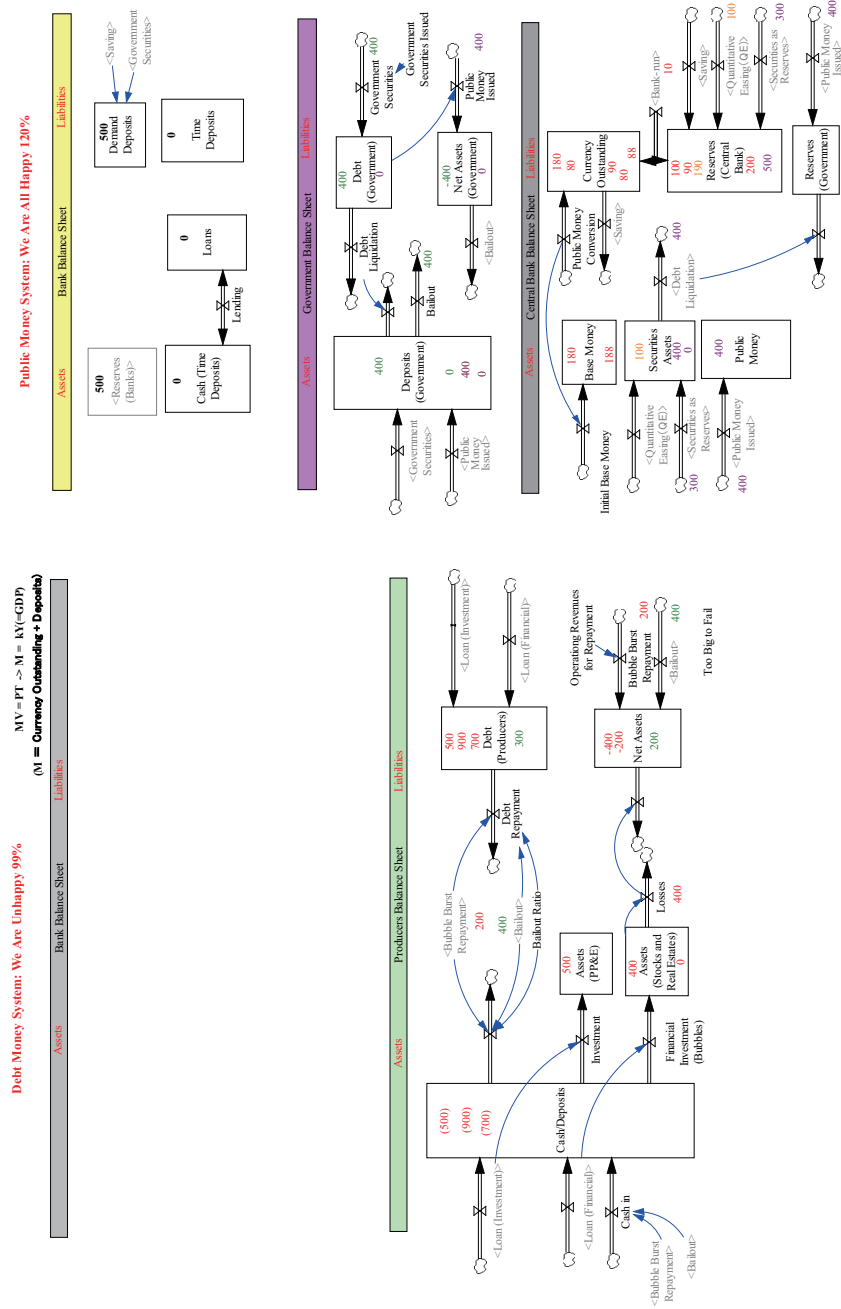 Debt Money System: We Are Unhappy 99%
MV = PT -> M = kY(=GDP)
(M = Currency Outstanding + Deposits)
Assets
Bank Balance Sheet
Liabilities
Public Money System: We Are All Happy 120%
Assets
Bank Balance Sheet
Liabilities
500
<Reserves
(Banks)>
0
Cash (Time
Deposits)
Lending
0
Loans
<Saving>
<Government
Securities>
500
Demand
Deposits
0
Time
Deposits
Assets
Government Balance Sheet
Liabilities
<Government
Securities>
<Public
Money
Issued>
400
Deposits
(Government)
0
400
0
Debt
Liquidation
Bailout
400
400
Debt
(Government)
0
Government
Securities
400
400
Government
Securities Issued
-400
Net Assets
(Government)
0
<Bailout>
Public
Money
Issued
400
Assets
Central Bank Balance Sheet
Liabilities
Initial Base Money
180
Base Money
188
<Quantitative
Easing(QE)>
<Securities as
Reserves>
300
100
Securities
Assets
400
0
<Debt
Liquidation>
400
<Public Money
Issued>
400
400
Public
Money
Public Money
Conversion
<Saving>
180
80
Currency
Outstanding
90
80
88
<Bank-run>
10
100
90
190
Reserves
(Central
Bank)
200
500
<Saving>
100
<Quantitative
Easing(QE)>
300
<Securities as
Reserves>
Reserves
(Government)
400
<Public Money
Issued>
Assets
Producers Bakance Sheet
Liabilities
<Loan (Investment)>
<Loan (Financial)>
Cash in
<Bubble Burst
Repayment>
<Bailout>
(500)
(900)
(700)
Cash/Deposits
<Bubble Burst
Repayment>
200
400
<Bailout>
Bailout Ratio
Debt
Repayment
500
900
700
Debt
(Producers)
300
<Loan (Investment)>
<Loan (Financial)>
Investment
500
Assets
(PP&E)
Financial
Investment
(Bubbles)
400
Assets
(Stocks and
Real Estates)
0
Losses
400
-400
-200
Net Assets
200
Operationg Revenues
for Repayment
Bubble Burst
Repayment
200
<Bailout>
400
Too Big to Fail